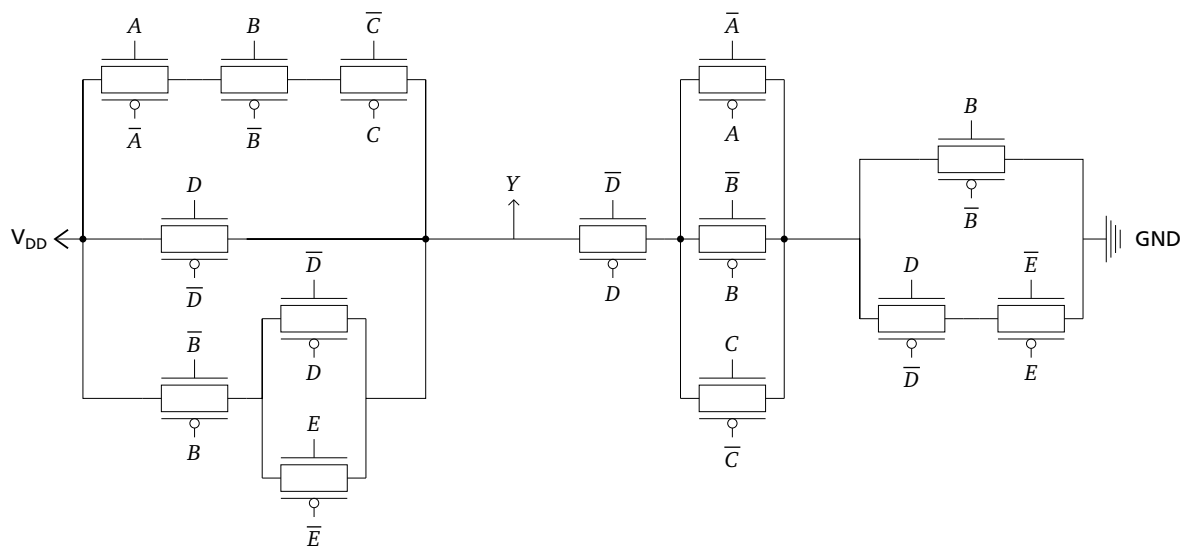 A B C̅ A̅
A̅ B̅ C A
B
D D̅ B̅ B̅
V_DD Y GND
D̅ D̅ D B D E̅
B̅ D C D̅ E
B E C̅
E̅